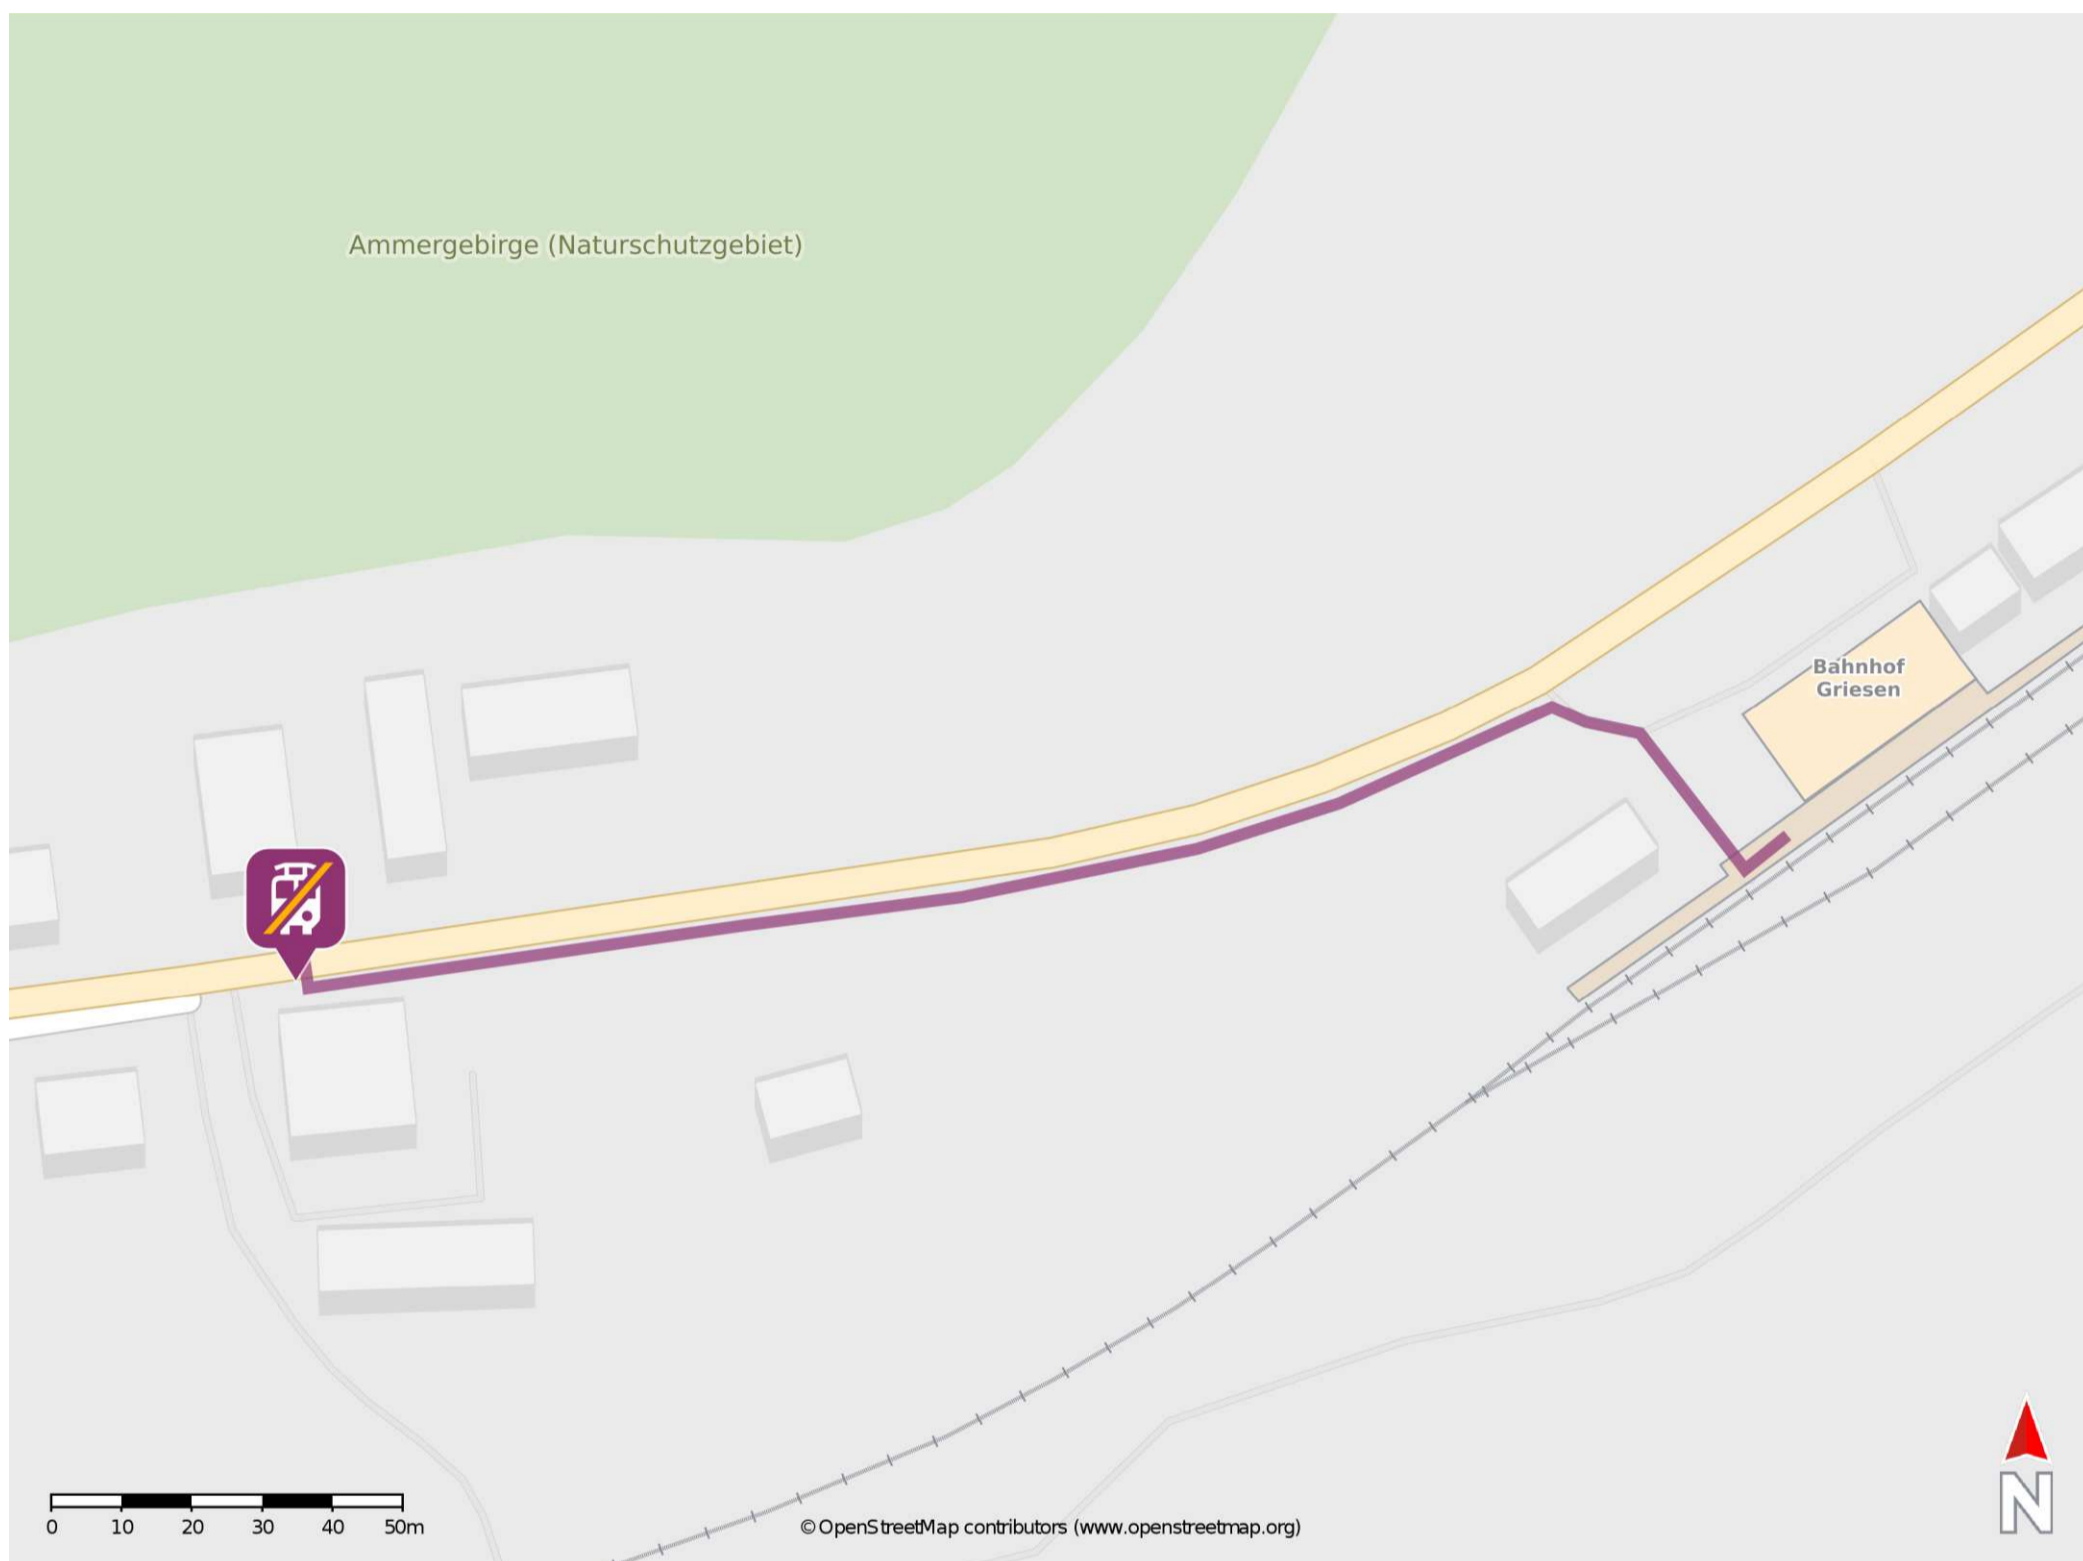 Ammergebirge (Naturschutzgebiet)
Bahnhof
Griesen
0 10 20 30 40 50m
© OpenStreetMap contributors (www.openstreetmap.org)
N